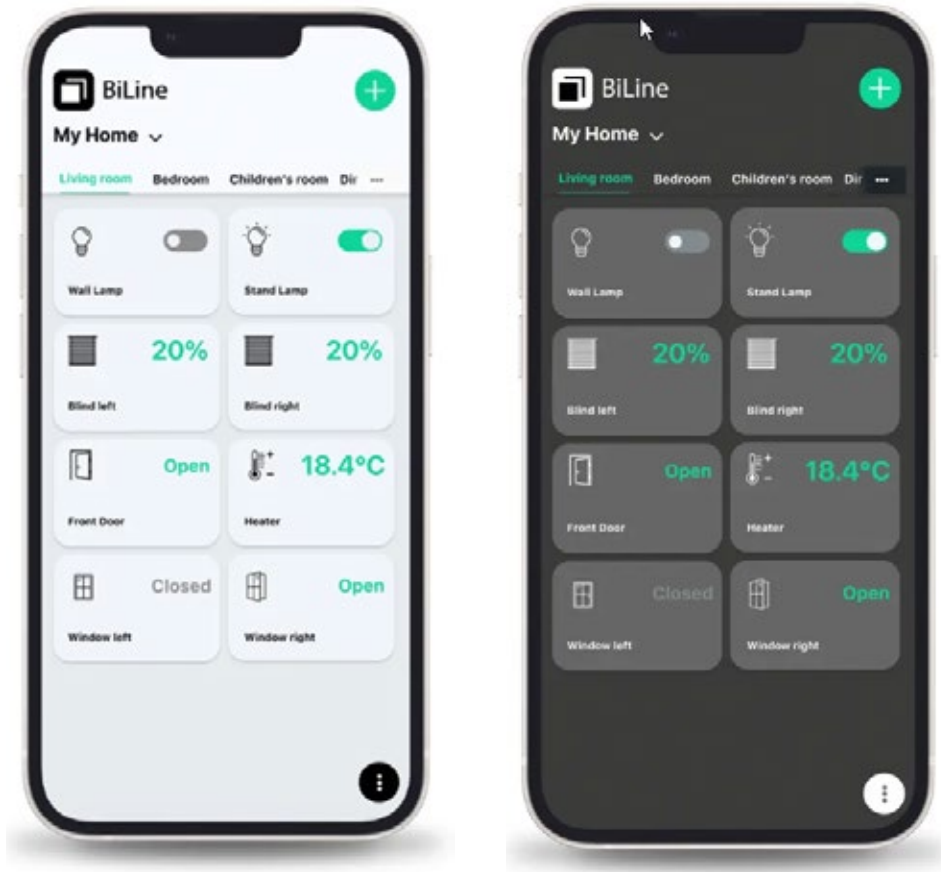 BiLine
My Home
Living room Bedroom Children's room Dir ...
Wall Lamp Stand Lamp
20% 20%
Blind left Blind right
Open 18.4°C
Front Door Heater
Closed Open
Window left Window right
BiLine
My Home
Living room Bedroom Children's room Dir ...
Wall Lamp Stand Lamp
20% 20%
Blind left Blind right
Open 18.4°C
Front Door Heater
Closed Open
Window left Window right